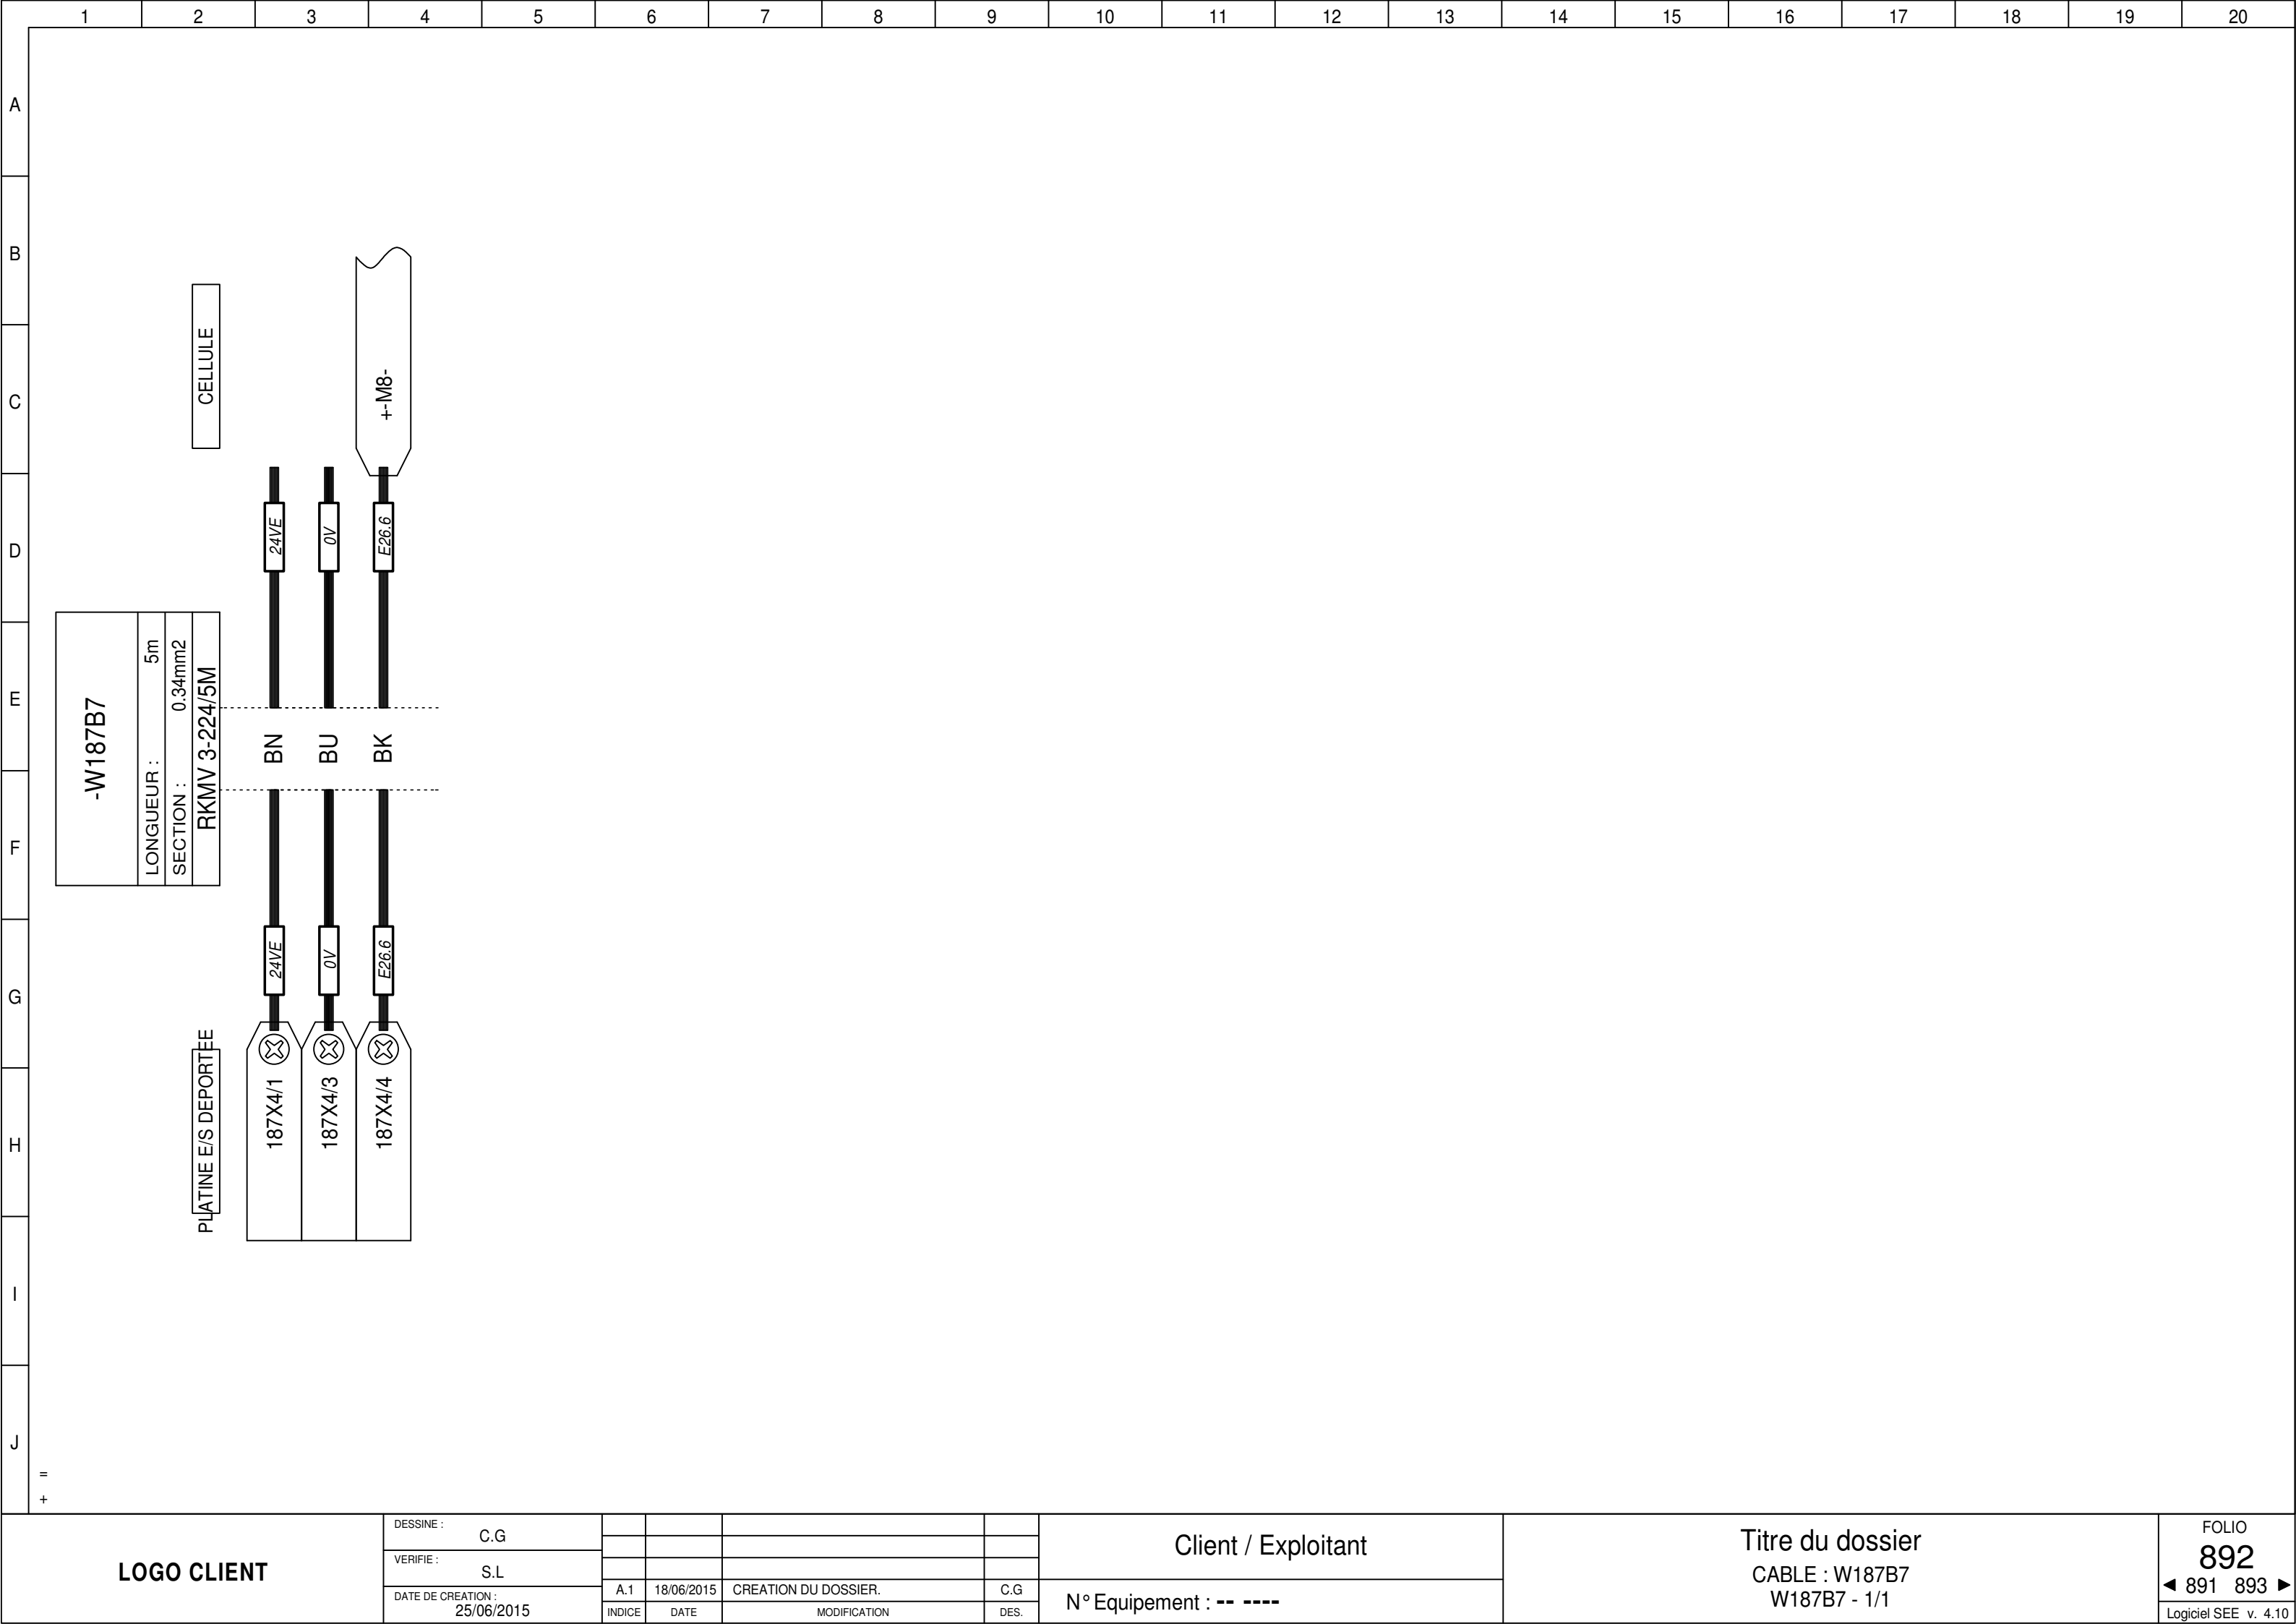 1 2 3 4 5 6 7 8 9 10 11 12 13 14 15 16 17 18 19 20
A
B
C
D
E
F
G
H
I
J
CELLULE
+-M8-
24VE
0V
E26.6
-W187B7
LONGUEUR : 5m
SECTION : 0.34mm2
RKMV 3-224/5M
BN
BU
BK
24VE
0V
E26.6
PLATINE E/S DEPORTEE
187X4/1
187X4/3
187X4/4
=
+
LOGO CLIENT
DESSINE :
C.G
VERIFIE :
S.L
DATE DE CREATION :
25/06/2015
A.1 18/06/2015 CREATION DU DOSSIER. C.G
INDICE DATE MODIFICATION DES.
Client / Exploitant
N° Equipement : -- ----
Titre du dossier
CABLE : W187B7
W187B7 - 1/1
FOLIO
892
◄ 891 893 ►
Logiciel SEE v. 4.10